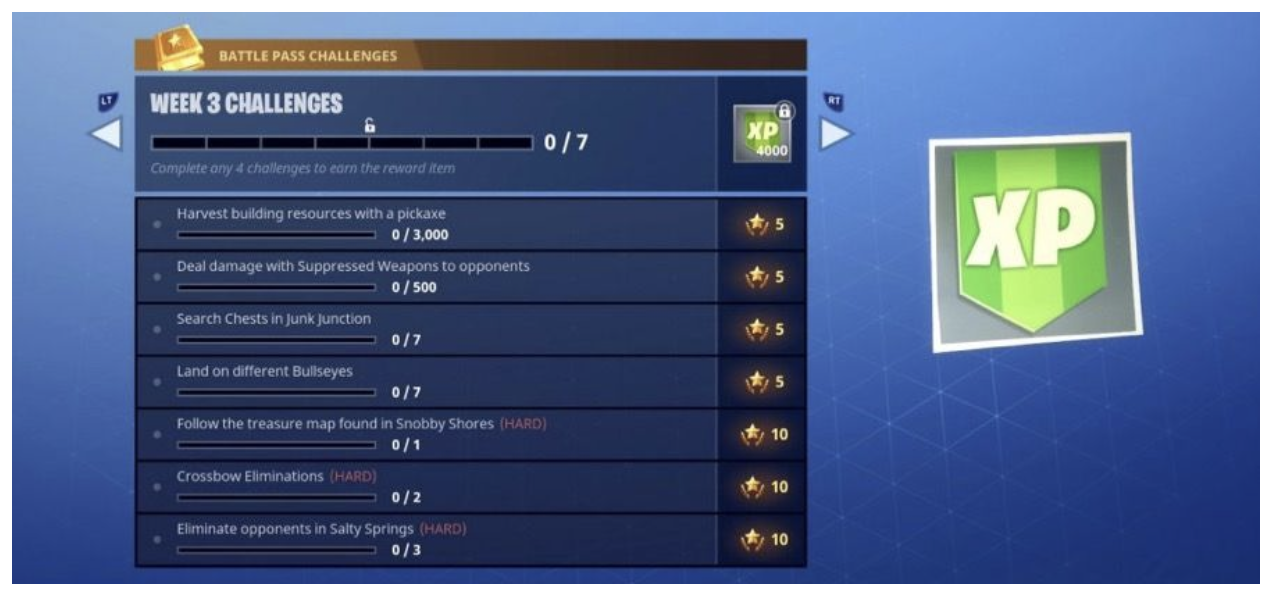 BATTLE PASS CHALLENGES
LT
WEEK 3 CHALLENGES
RT
0 / 7
XP
4000
Complete any 4 challenges to earn the reward item
XP
Harvest building resources with a pickaxe
0 / 3,000
5
Deal damage with Suppressed Weapons to opponents
0 / 500
5
Search Chests in Junk Junction
0 / 7
5
Land on different Bullseyes
0 / 7
5
Follow the treasure map found in Snobby Shores (HARD)
0 / 1
10
Crossbow Eliminations (HARD)
0 / 2
10
Eliminate opponents in Salty Springs (HARD)
0 / 3
10